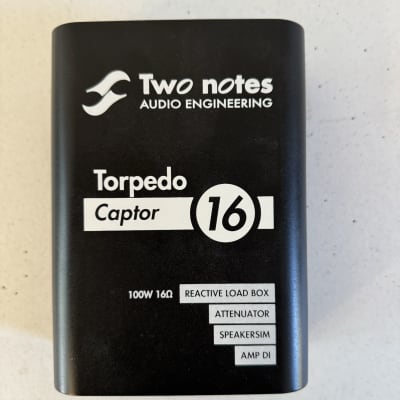 Two notes
AUDIO ENGINEERING
Torpedo
Captor 16
100W 16Ω REACTIVE LOAD BOX
ATTENUATOR
SPEAKERSIM
AMP DI